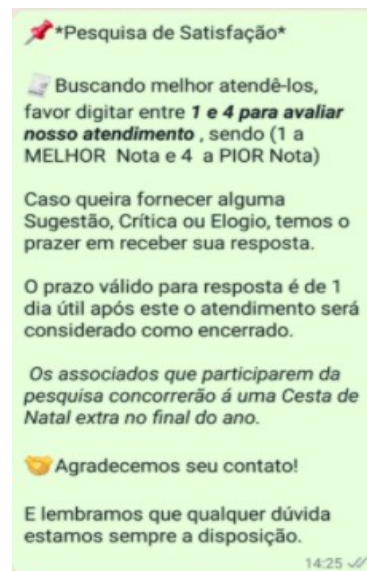 *Pesquisa de Satisfação*
Buscando melhor atendê-los,
favor digitar entre 1 e 4 para avaliar
nosso atendimento , sendo (1 a
MELHOR Nota e 4 a PIOR Nota)
Caso queira fornecer alguma
Sugestão, Crítica ou Elogio, temos o
prazer em receber sua resposta.
O prazo válido para resposta é de 1
dia útil após este o atendimento será
considerado como encerrado.
Os associados que participarem da
pesquisa concorrerão á uma Cesta de
Natal extra no final do ano.
Agradecemos seu contato!
E lembramos que qualquer dúvida
estamos sempre a disposição.
14:25